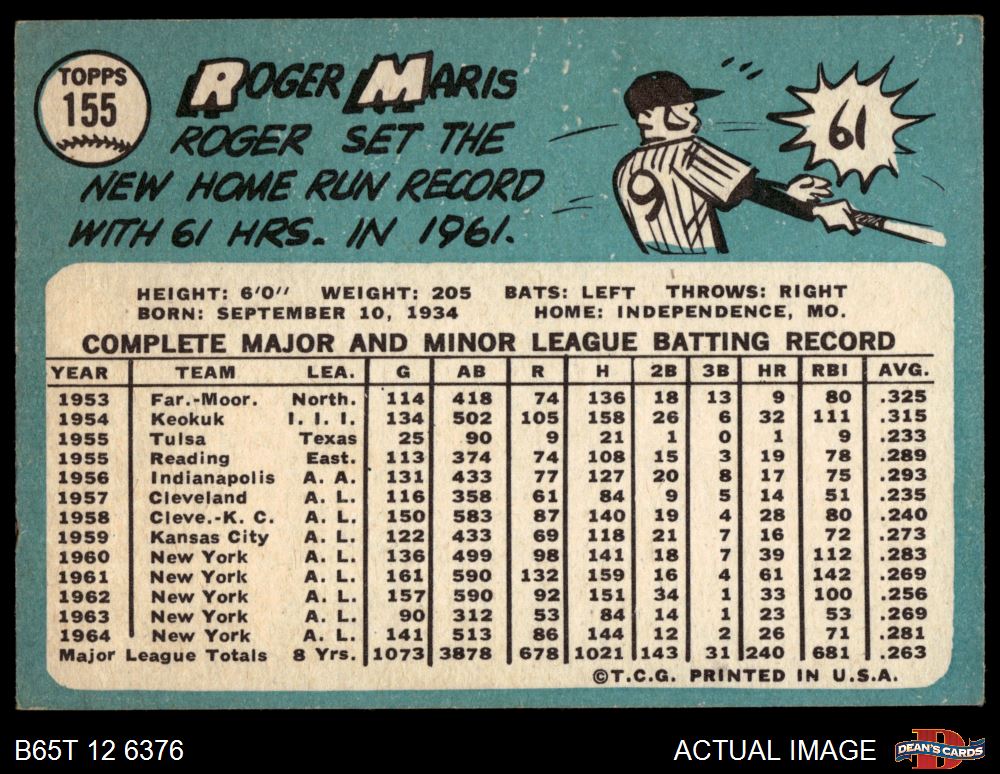 TOPPS
155
ROGER MARIS
ROGER SET THE
NEW HOME RUN RECORD
WITH 61 HRS. IN 1961.
61
9
HEIGHT: 6'0" WEIGHT: 205 BATS: LEFT THROWS: RIGHT
BORN: SEPTEMBER 10, 1934 HOME: INDEPENDENCE, MO.
COMPLETE MAJOR AND MINOR LEAGUE BATTING RECORD
YEAR TEAM LEA. G AB R H 2B 3B HR RBI AVG.
1953 Far.-Moor. North. 114 418 74 136 18 13 9 80 .325
1954 Keokuk I. I. I. 134 502 105 158 26 6 32 111 .315
1955 Tulsa Texas 25 90 9 21 1 0 1 9 .233
1955 Reading East. 113 374 74 108 15 3 19 78 .289
1956 Indianapolis A. A. 131 433 77 127 20 8 17 75 .293
1957 Cleveland A. L. 116 358 61 84 9 5 14 51 .235
1958 Cleve.-K. C. A. L. 150 583 87 140 19 4 28 80 .240
1959 Kansas City A. L. 122 433 69 118 21 7 16 72 .273
1960 New York A. L. 136 499 98 141 18 7 39 112 .283
1961 New York A. L. 161 590 132 159 16 4 61 142 .269
1962 New York A. L. 157 590 92 151 34 1 33 100 .256
1963 New York A. L. 90 312 53 84 14 1 23 53 .269
1964 New York A. L. 141 513 86 144 12 2 26 71 .281
Major League Totals 8 Yrs. 1073 3878 678 1021 143 31 240 681 .263
©T.C.G. PRINTED IN U.S.A.
B65T 12 6376 ACTUAL IMAGE DEAN'S CARDS